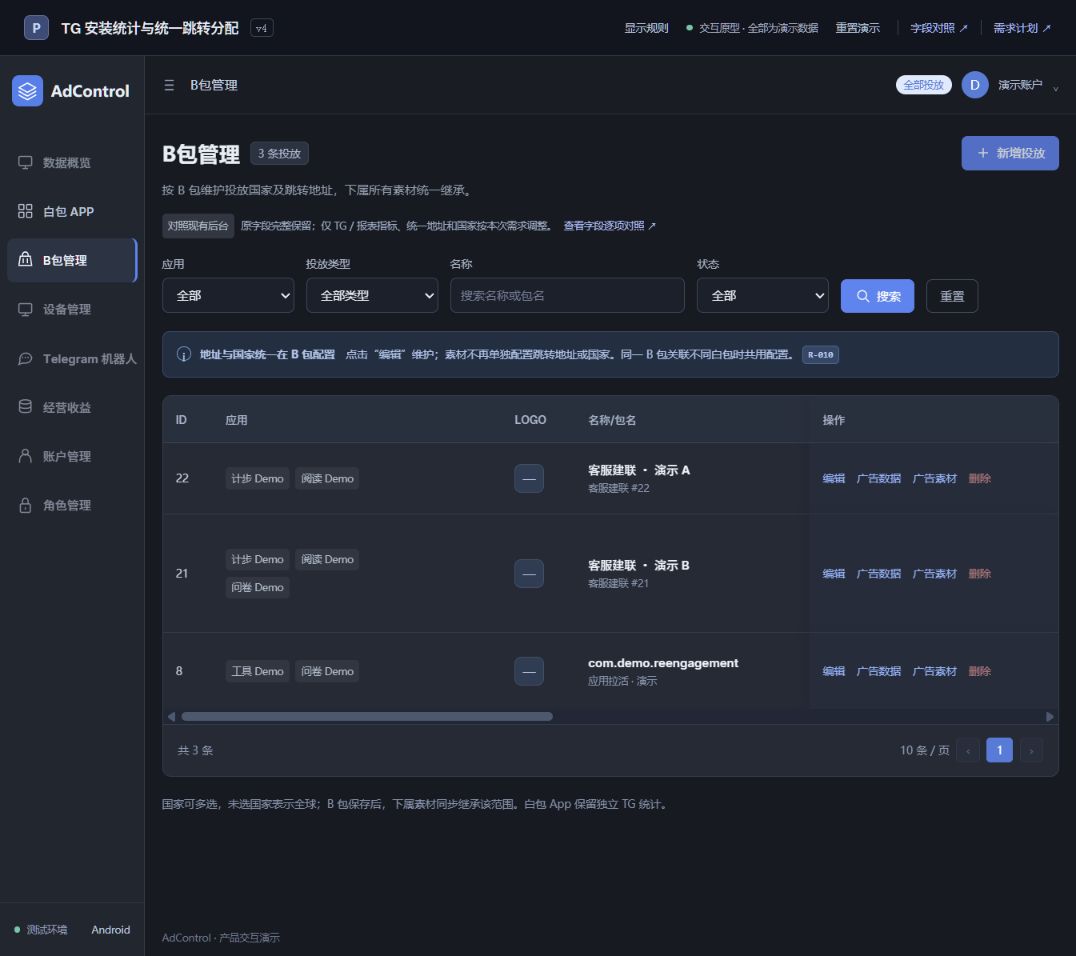 P TG 安装统计与统一跳转分配 v4 显示规则 交互原型 · 全部为演示数据 重置演示 字段对照 ↗ 需求计划 ↗
AdControl
B包管理 全部投放 D 演示账户
数据概览
白包 APP
B包管理
设备管理
Telegram 机器人
经营收益
账户管理
角色管理
测试环境 Android
B包管理 3 条投放 + 新增投放
按 B 包维护投放国家及跳转地址，下属所有素材统一继承。
对照现有后台 原字段完整保留；仅 TG / 报表指标、统一地址和国家按本次需求调整。 查看字段逐项对照 ↗
应用 投放类型 名称 状态
全部 全部类型 搜索名称或包名 全部 搜索 重置
地址与国家统一在 B 包配置 点击“编辑”维护；素材不再单独配置跳转地址或国家。同一 B 包关联不同白包时共用配置。 R-010
ID 应用 LOGO 名称/包名 操作
22 计步 Demo 阅读 Demo — 客服建联 · 演示 A 编辑 广告数据 广告素材 删除
客服建联 #22
21 计步 Demo 阅读 Demo — 客服建联 · 演示 B 编辑 广告数据 广告素材 删除
问卷 Demo 客服建联 #21
8 工具 Demo 问卷 Demo — com.demo.reengagement 编辑 广告数据 广告素材 删除
应用拉活 · 演示
共 3 条 10 条 / 页 ‹ 1 ›
国家可多选，未选国家表示全球；B 包保存后，下属素材同步继承该范围。白包 App 保留独立 TG 统计。
AdControl · 产品交互演示